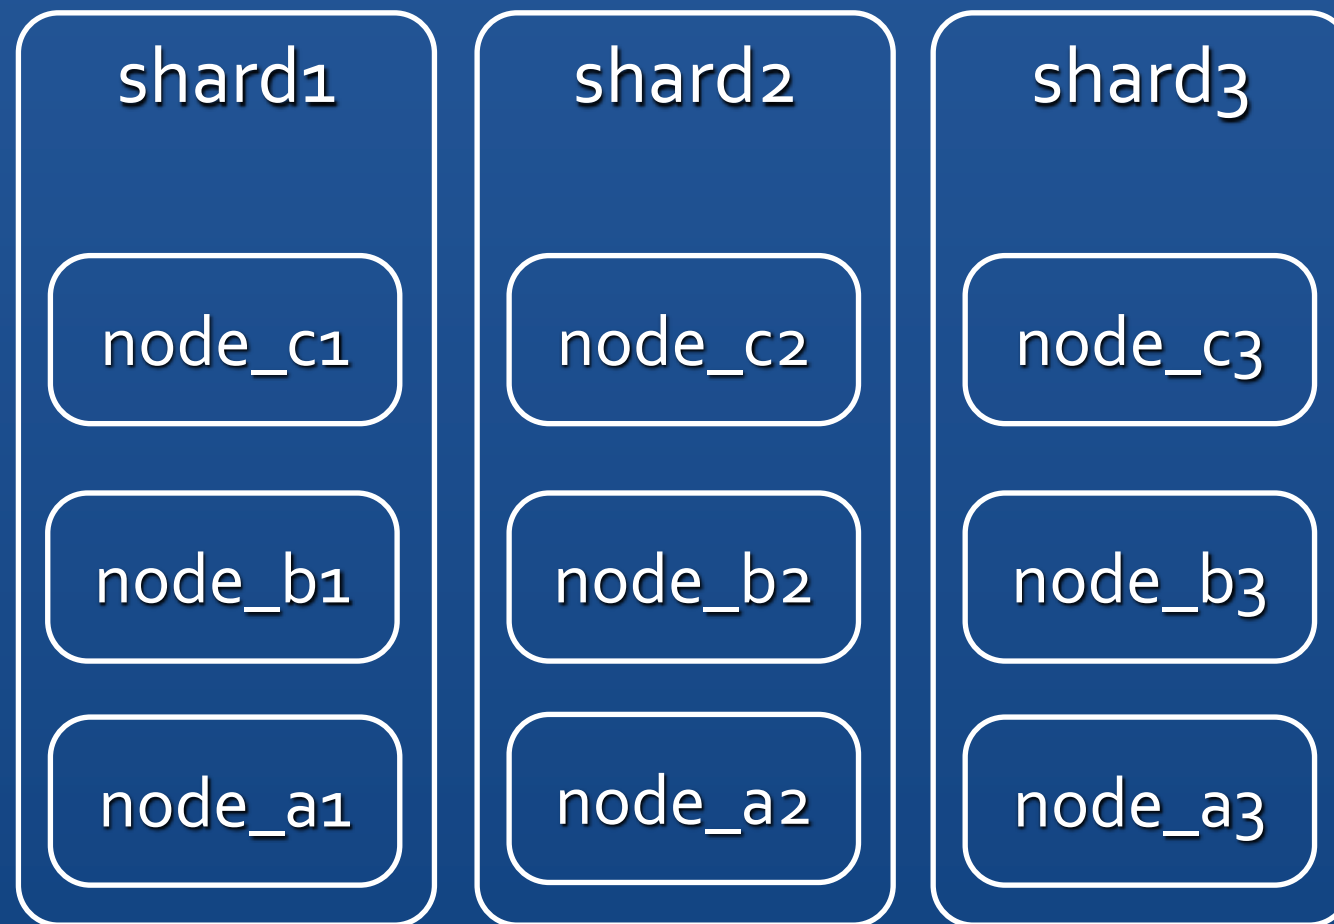 shard1
node_c1
node_b1
node_a1
shard2
node_c2
node_b2
node_a2
shard3
node_c3
node_b3
node_a3